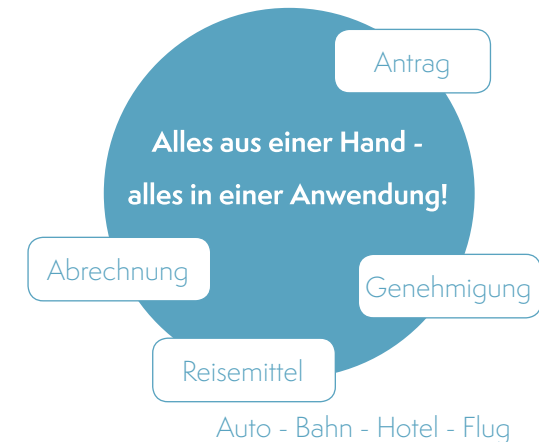 Antrag
Alles aus einer Hand -
alles in einer Anwendung!
Abrechnung
Genehmigung
Reisemittel
Auto - Bahn - Hotel - Flug